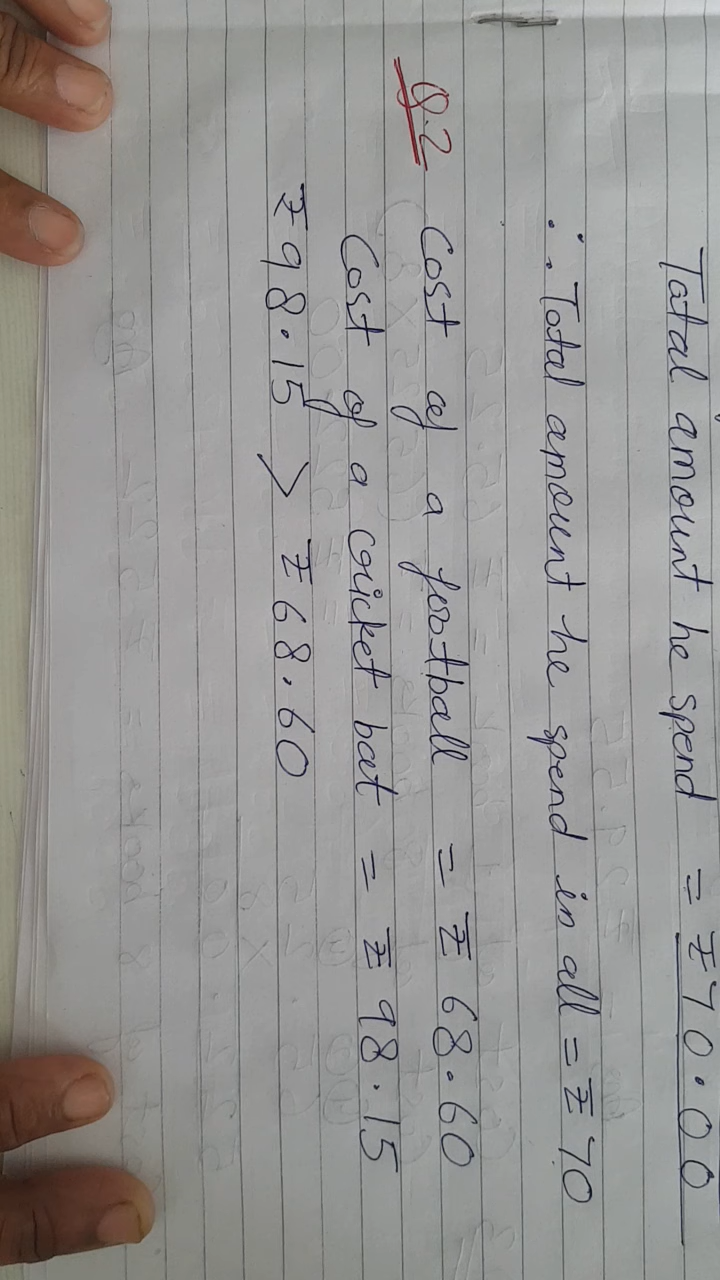 Total amount he spend = ₹70.00
∴ Total amount he spend in all = ₹70
Q.2 Cost of a football = ₹ 68.60
Cost of a cricket bat = ₹ 98.15
₹98.15 > ₹68.60